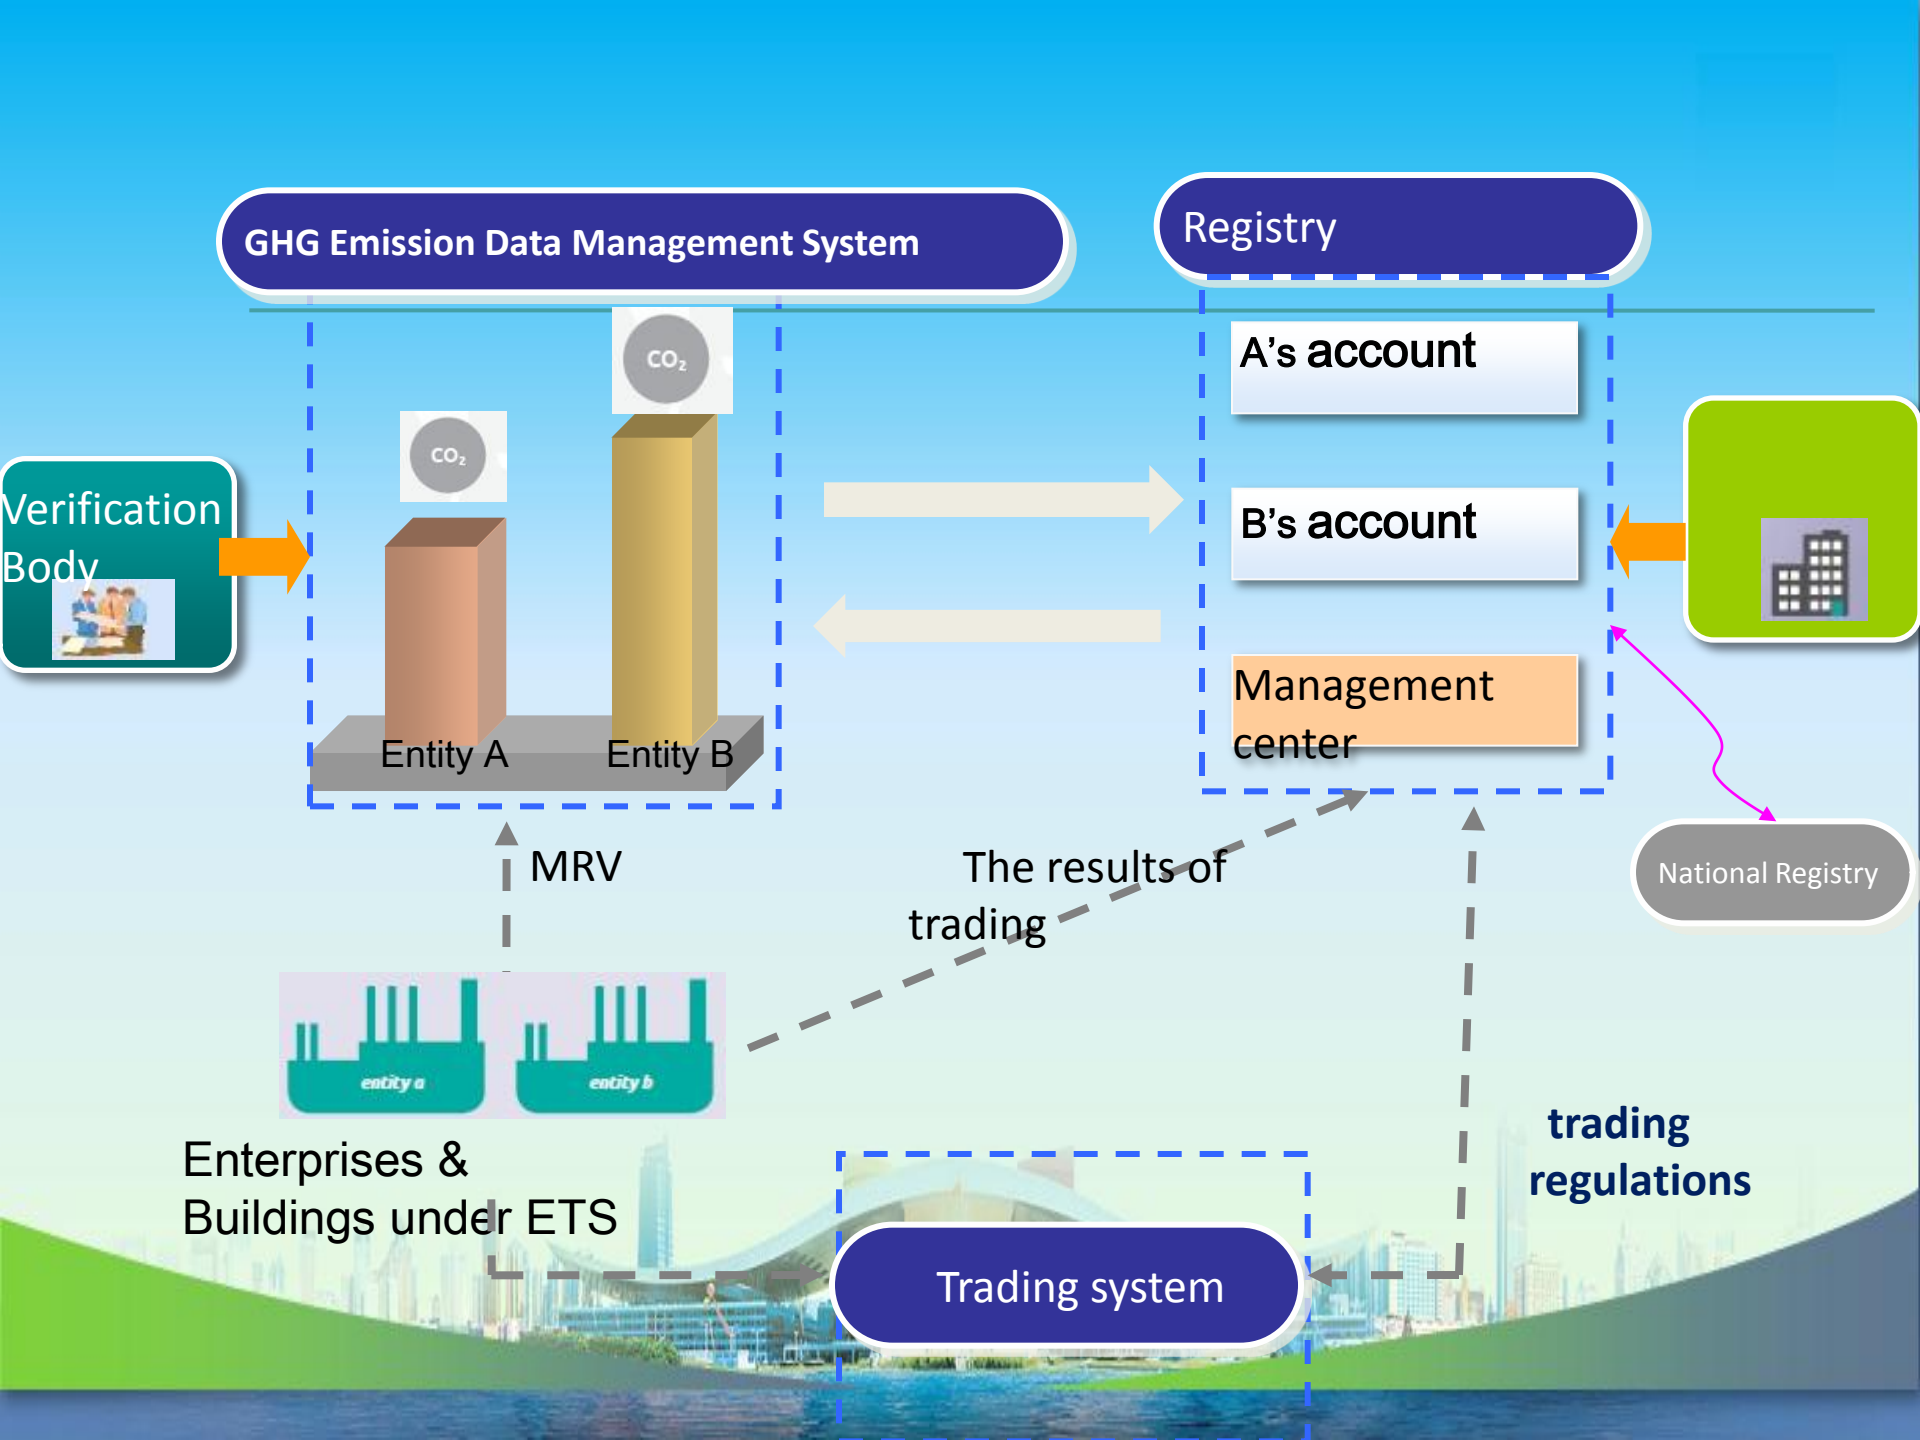 GHG Emission Data Management System
Registry
CO₂
CO₂
A's account
B's account
Management
center
Verification
Body
Entity A
Entity B
MRV
The results of
trading
National Registry
entity a
entity b
Enterprises &
Buildings under ETS
trading
regulations
Trading system